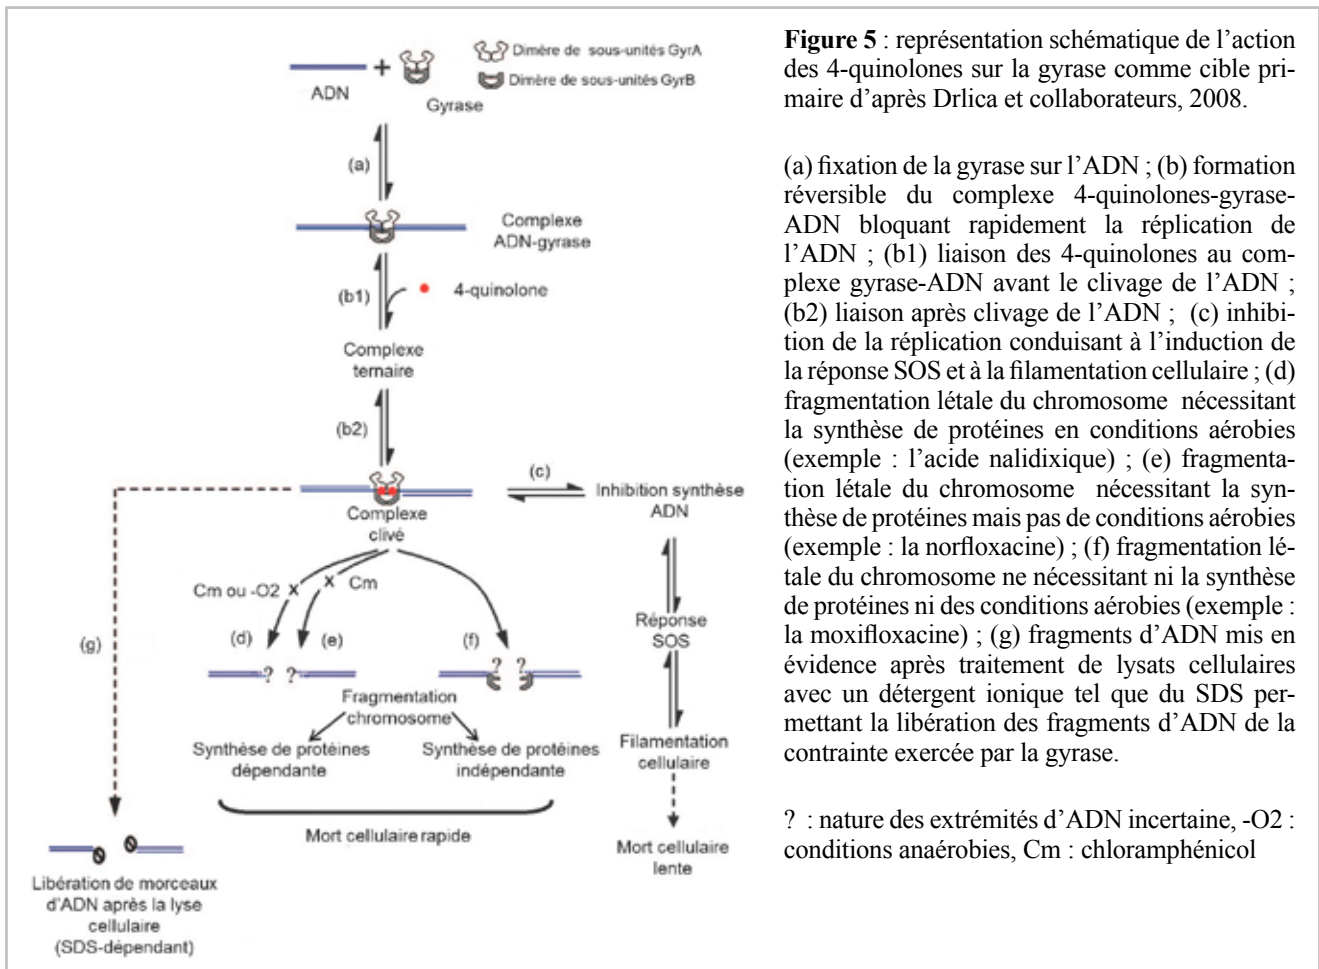 ADN
+
Gyrase
Dimère de sous-unités GyrA
Dimère de sous-unités GyrB
(a)
Complexe
ADN-gyrase
(b1)
4-quinolone
Complexe
ternaire
(b2)
Complexe
clivé
(c)
Inhibition synthèse
ADN
Cm ou -O2
x
x
Cm
(d)
(e)
(f)
(g)
? ?
? ?
Fragmentation
chromosome
Synthèse de protéines
dépendante
Synthèse de protéines
indépendante
Mort cellulaire rapide
Réponse
SOS
Filamentation
cellulaire
Mort cellulaire
lente
Libération de morceaux
d'ADN après la lyse
cellulaire
(SDS-dépendant)
Figure 5 : représentation schématique de l’action
des 4-quinolones sur la gyrase comme cible pri-
maire d’après Drlica et collaborateurs, 2008.
(a) fixation de la gyrase sur l’ADN ; (b) formation
réversible du complexe 4-quinolones-gyrase-
ADN bloquant rapidement la réplication de
l’ADN ; (b1) liaison des 4-quinolones au com-
plexe gyrase-ADN avant le clivage de l’ADN ;
(b2) liaison après clivage de l’ADN ; (c) inhibi-
tion de la réplication conduisant à l’induction de
la réponse SOS et à la filamentation cellulaire ; (d)
fragmentation létale du chromosome nécessitant
la synthèse de protéines en conditions aérobies
(exemple : l’acide nalidixique) ; (e) fragmenta-
tion létale du chromosome nécessitant la syn-
thèse de protéines mais pas de conditions aérobies
(exemple : la norfloxacine) ; (f) fragmentation lé-
tale du chromosome ne nécessitant ni la synthèse
de protéines ni des conditions aérobies (exemple :
la moxifloxacine) ; (g) fragments d’ADN mis en
évidence après traitement de lysats cellulaires
avec un détergent ionique tel que du SDS per-
mettant la libération des fragments d’ADN de la
contrainte exercée par la gyrase.
? : nature des extrémités d’ADN incertaine, -O2 :
conditions anaérobies, Cm : chloramphénicol